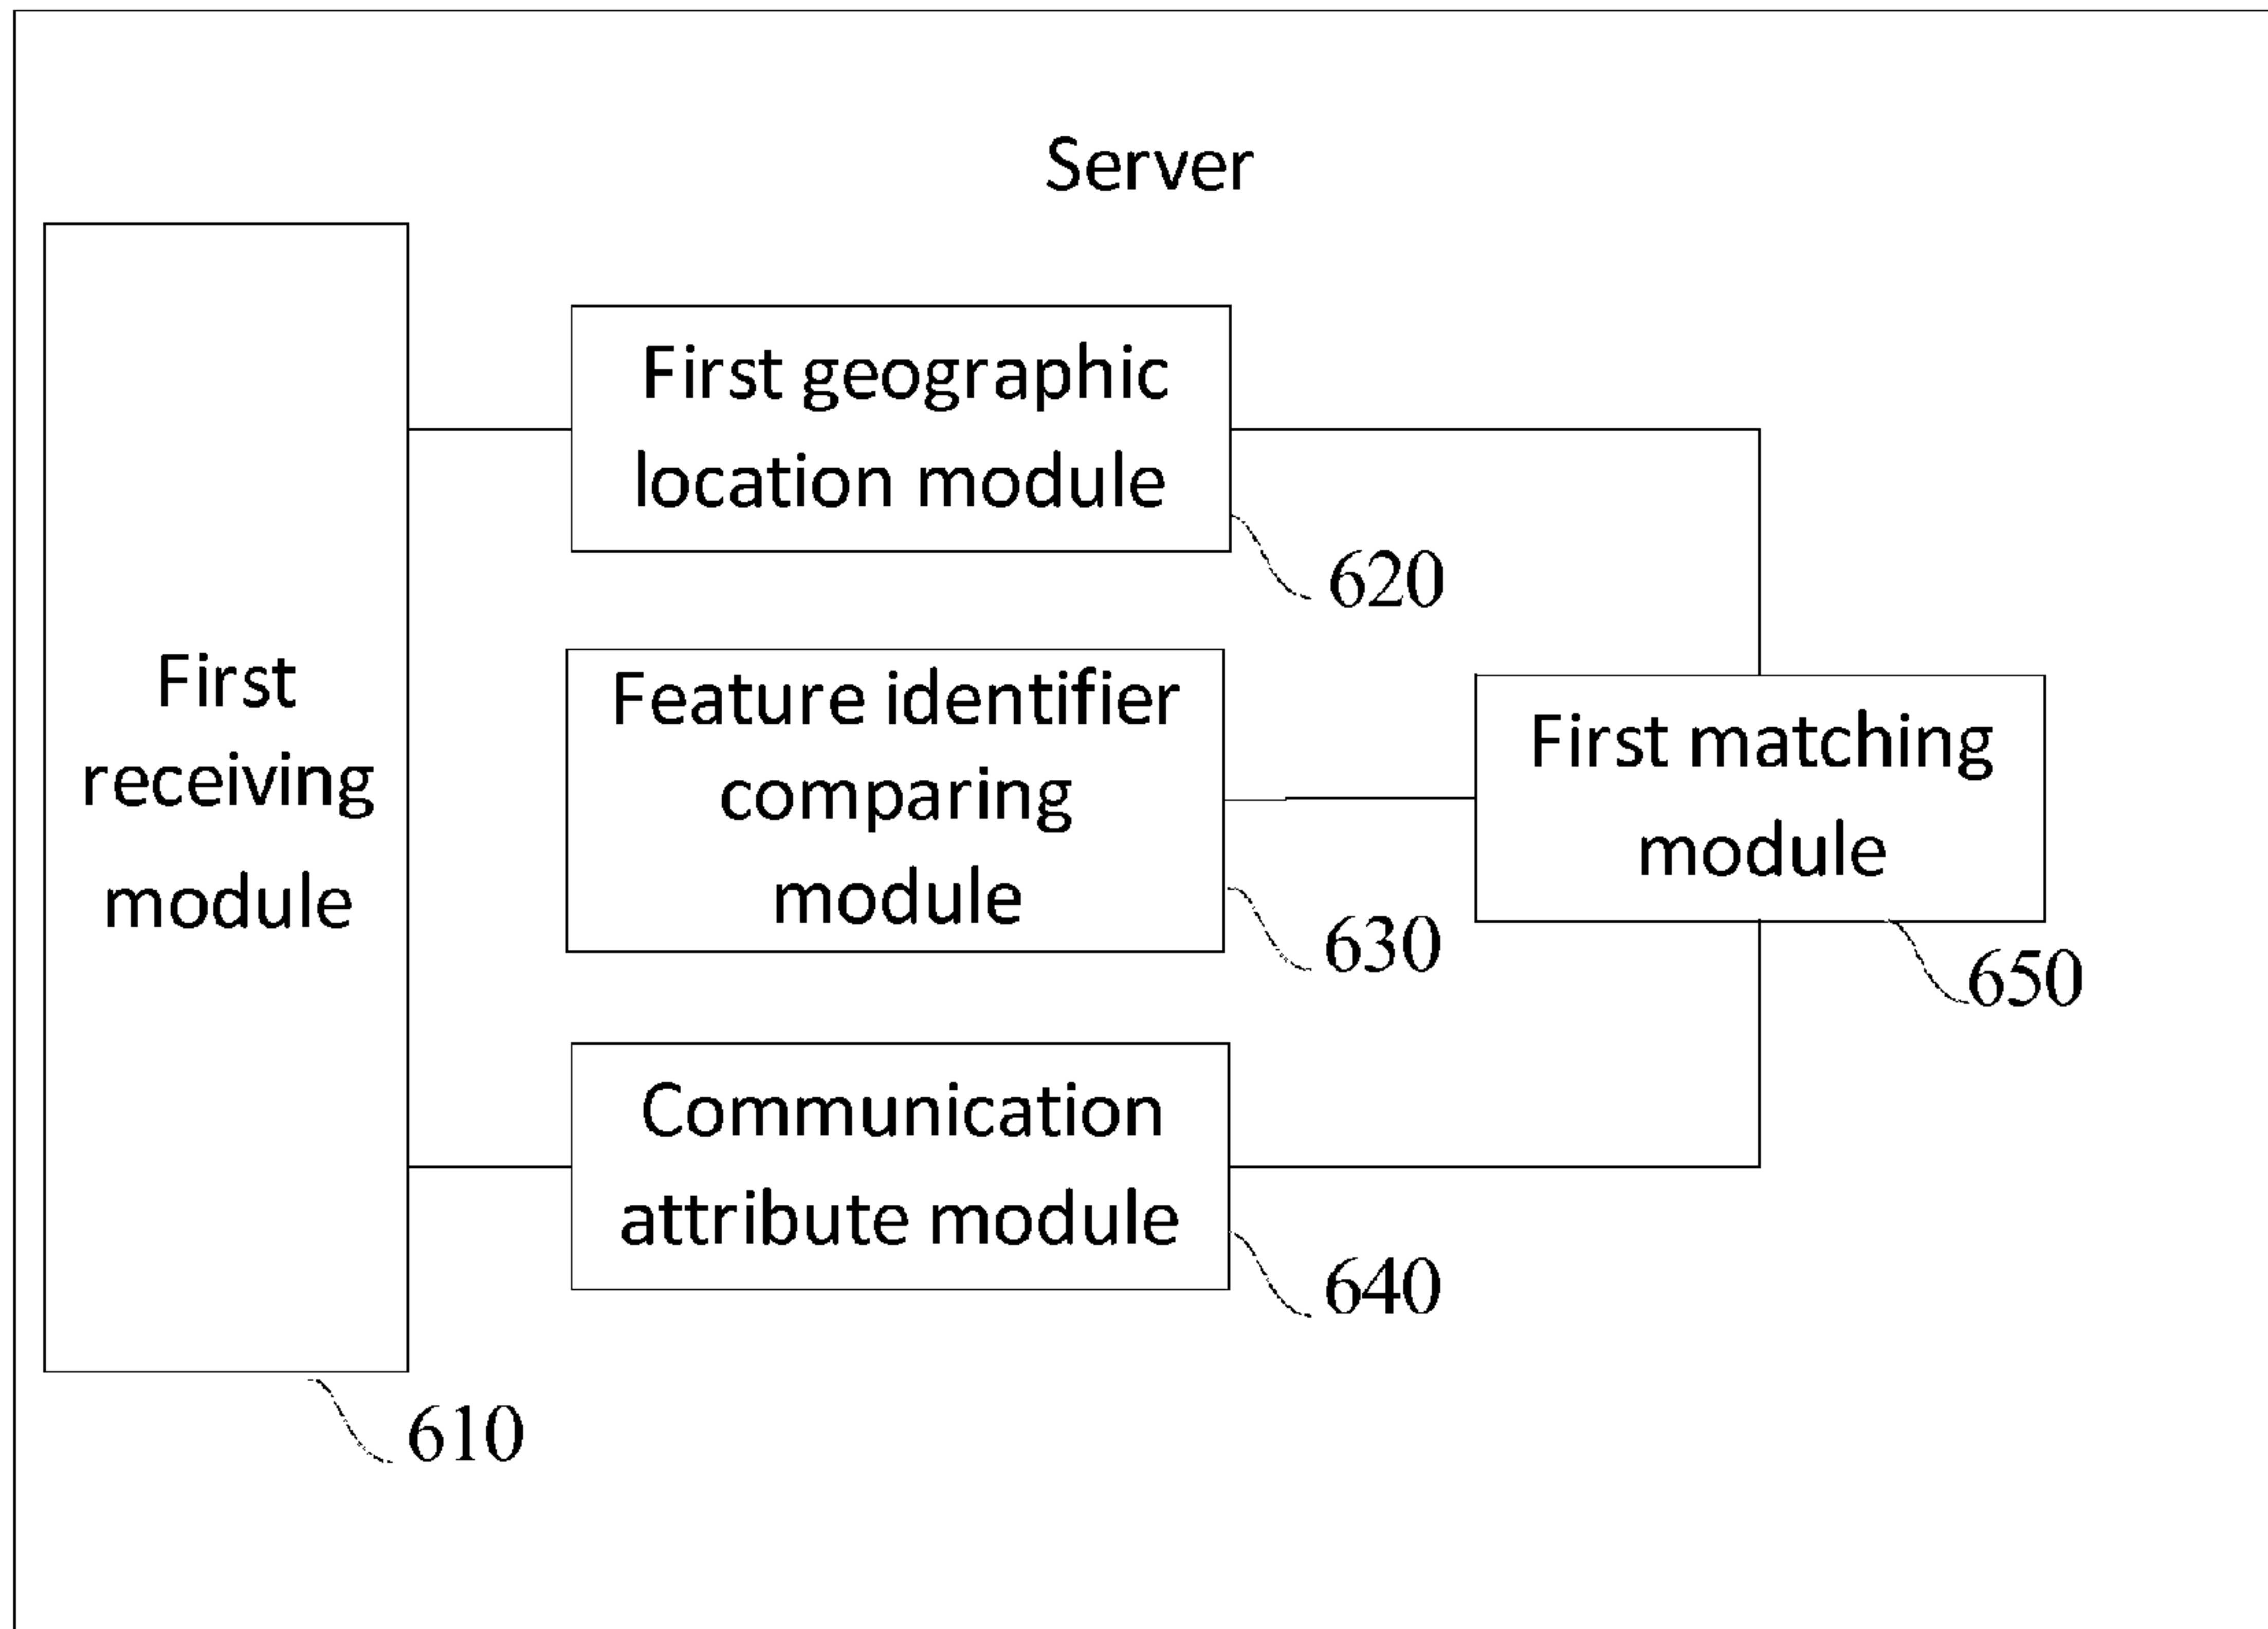 Server
First
receiving
module
610
First geographic
location module
620
Feature identifier
comparing
module
630
Communication
attribute module
640
First matching
module
650